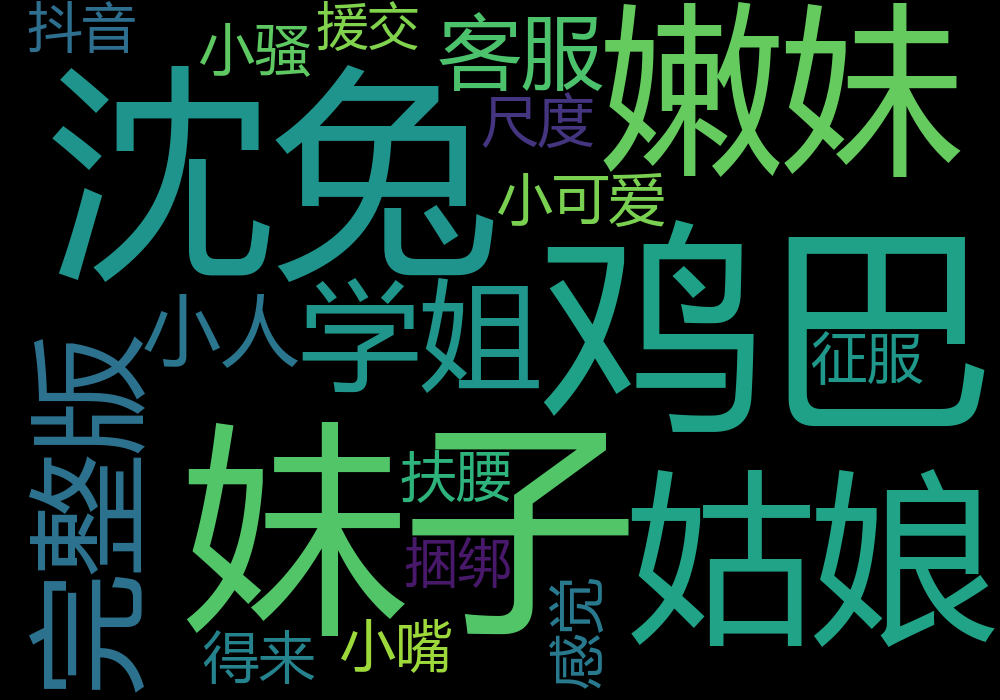 抖音
小骚
援交
客服
嫩妹
沈兔
尺度
小可爱
鸡巴
小人
学姐
征服
完整版
妹子
扶腰
捆绑
姑娘
感觉
得来
小嘴